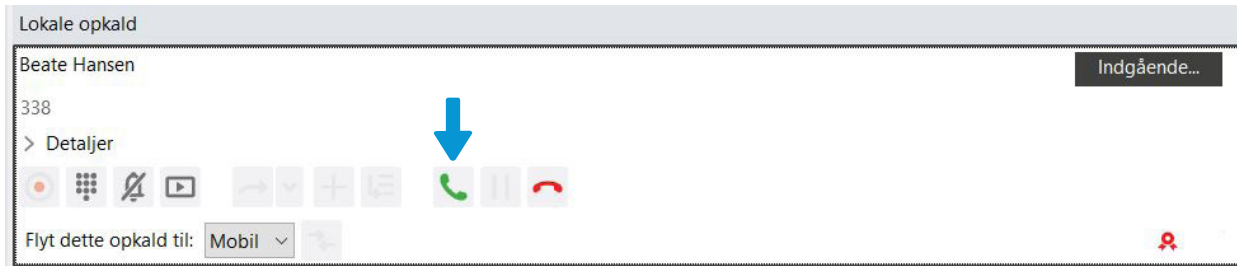 Lokale opkald
Beate Hansen
Indgående...
338
Detaljer
Flyt dette opkald til: Mobil